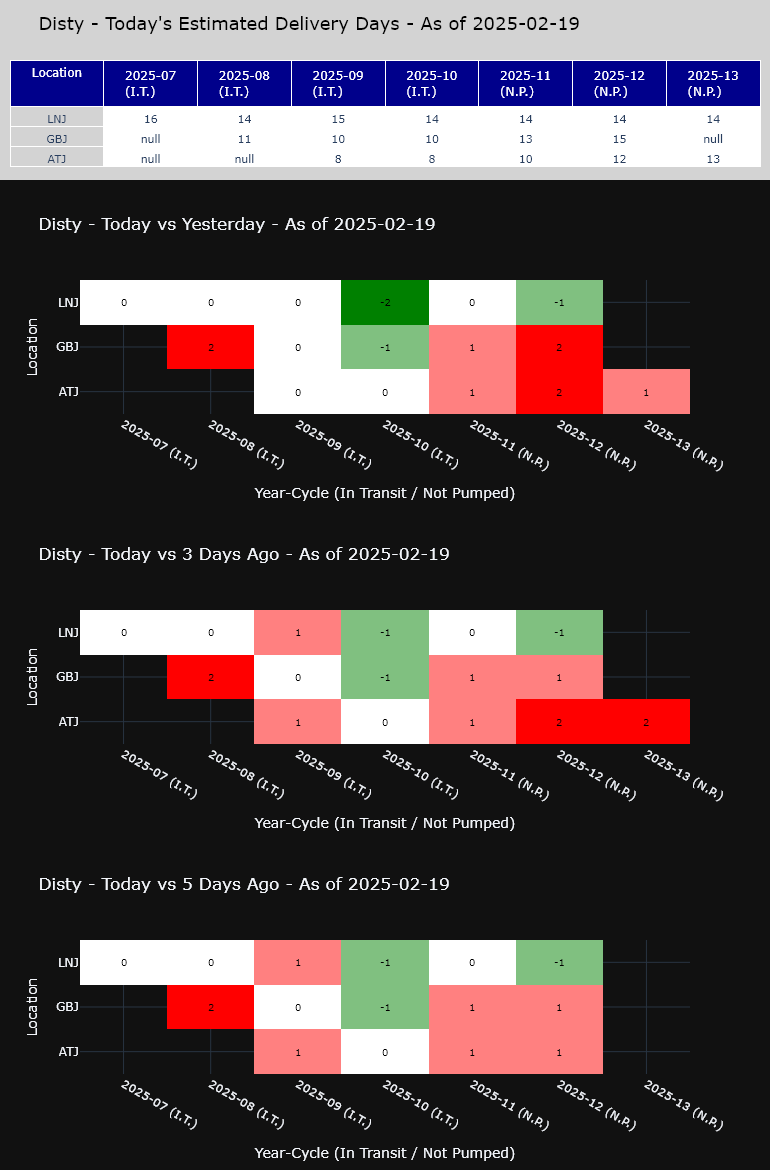 Disty - Today's Estimated Delivery Days - As of 2025-02-19
Location 2025-07 (I.T.) 2025-08 (I.T.) 2025-09 (I.T.) 2025-10 (I.T.) 2025-11 (N.P.) 2025-12 (N.P.) 2025-13 (N.P.)
LNJ 16 14 15 14 14 14 14
GBJ null 11 10 10 13 15 null
ATJ null null 8 8 10 12 13
Disty - Today vs Yesterday - As of 2025-02-19
Location
LNJ 0 0 0 -2 0 -1
GBJ 2 0 -1 1 2
ATJ 0 0 1 2 1
2025-07 (I.T.) 2025-08 (I.T.) 2025-09 (I.T.) 2025-10 (I.T.) 2025-11 (N.P.) 2025-12 (N.P.) 2025-13 (N.P.)
Year-Cycle (In Transit / Not Pumped)
Disty - Today vs 3 Days Ago - As of 2025-02-19
Location
LNJ 0 0 1 -1 0 -1
GBJ 2 0 -1 1 1
ATJ 1 0 1 2 2
2025-07 (I.T.) 2025-08 (I.T.) 2025-09 (I.T.) 2025-10 (I.T.) 2025-11 (N.P.) 2025-12 (N.P.) 2025-13 (N.P.)
Year-Cycle (In Transit / Not Pumped)
Disty - Today vs 5 Days Ago - As of 2025-02-19
Location
LNJ 0 0 1 -1 0 -1
GBJ 2 0 -1 1 1
ATJ 1 0 1 1
2025-07 (I.T.) 2025-08 (I.T.) 2025-09 (I.T.) 2025-10 (I.T.) 2025-11 (N.P.) 2025-12 (N.P.) 2025-13 (N.P.)
Year-Cycle (In Transit / Not Pumped)